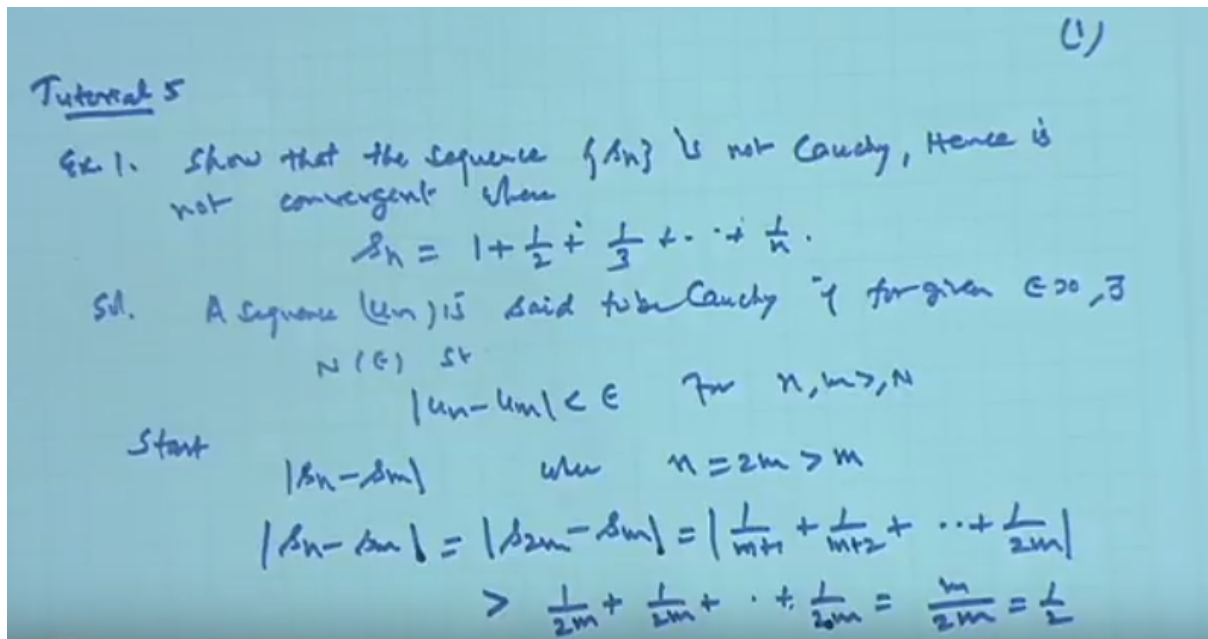 (1)
Tutorial 5
Ex. 1. Show that the sequence {sn} is not Cauchy, Hence is
not convergent where
sn = 1 + 1/2 + 1/3 + . . . + 1/n .
Sol. A sequence (un) is said to be Cauchy if for given ϵ>0, ∃
N(ϵ) st
|un - um| < ϵ for n, m ≥ N
Start
|sn - sm| when n = 2m > m
|sn - sm| = |s2m - sm| = | 1/(m+1) + 1/(m+2) + . . + 1/2m |
> 1/2m + 1/2m + . . + 1/2m = m/2m = 1/2